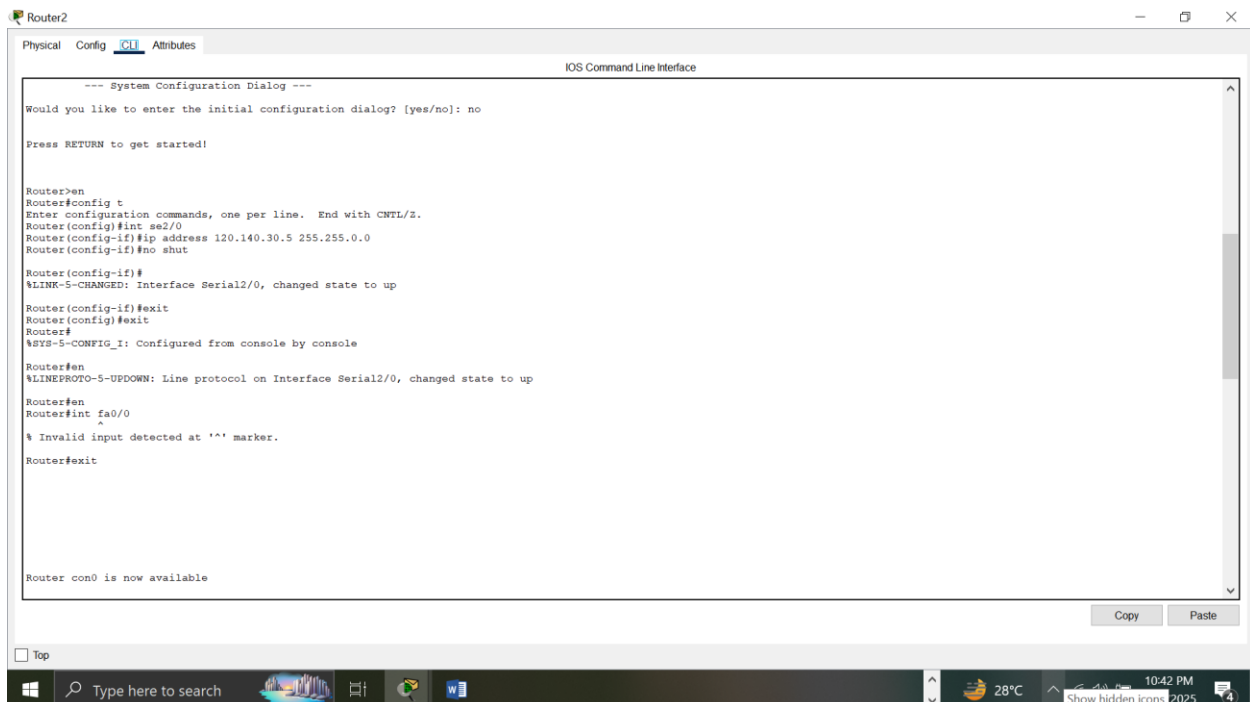 Router2
Physical Config CLI Attributes
IOS Command Line Interface
--- System Configuration Dialog ---
Would you like to enter the initial configuration dialog? [yes/no]: no
Press RETURN to get started!
Router>en
Router#config t
Enter configuration commands, one per line.  End with CNTL/Z.
Router(config)#int se2/0
Router(config-if)#ip address 120.140.30.5 255.255.0.0
Router(config-if)#no shut
Router(config-if)#
%LINK-5-CHANGED: Interface Serial2/0, changed state to up
Router(config-if)#exit
Router(config)#exit
Router#
%SYS-5-CONFIG_I: Configured from console by console
Router#en
%LINEPROTO-5-UPDOWN: Line protocol on Interface Serial2/0, changed state to up
Router#en
Router#int fa0/0
^
% Invalid input detected at '^' marker.
Router#exit
Router con0 is now available
Copy Paste
Top
Type here to search
28°C
10:42 PM
Show hidden icons
2025
4